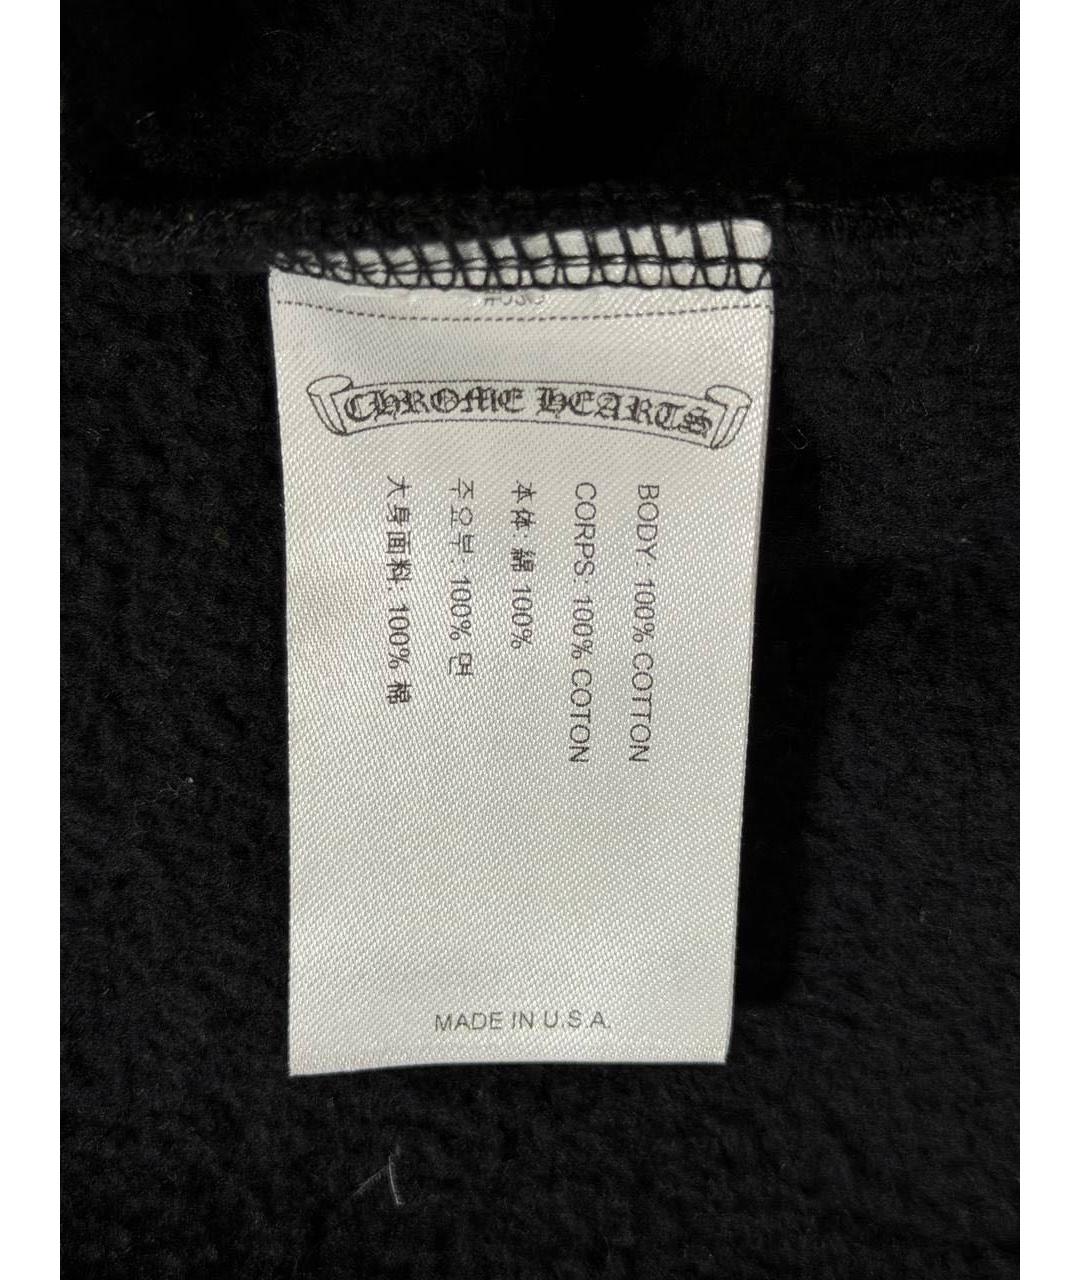 CHROME HEARTS
BODY: 100% COTTON
CORPS: 100% COTON
本体: 綿 100%
주요부: 100% 면
大身面料: 100% 棉
MADE IN U.S.A.